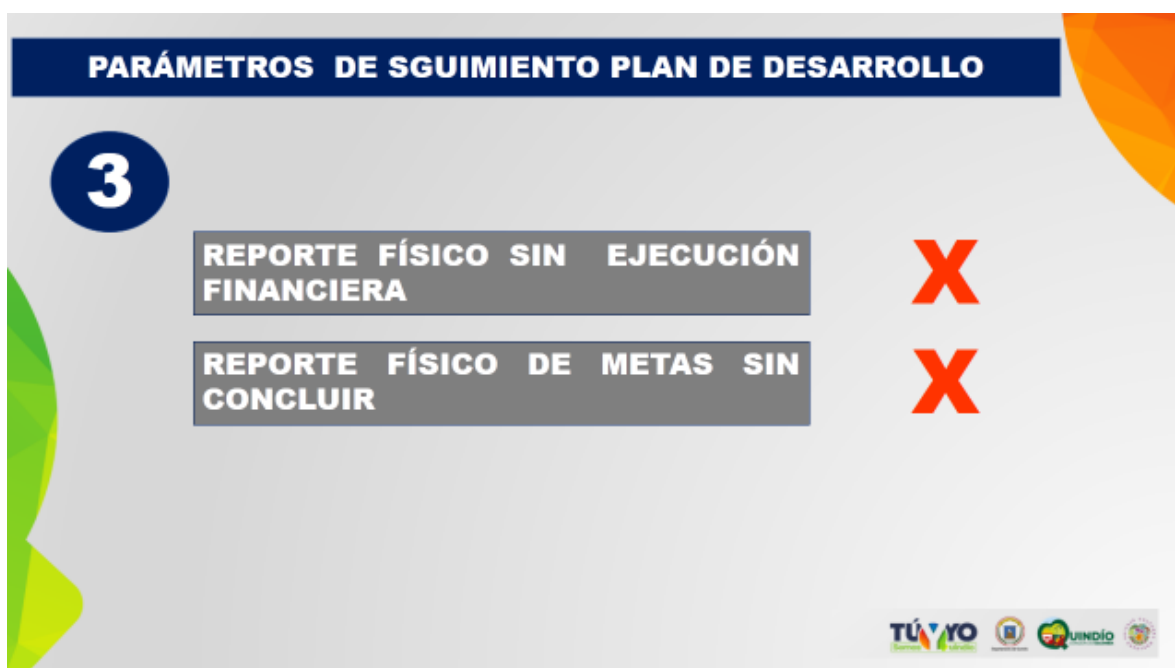 PARÁMETROS DE SGUIMIENTO PLAN DE DESARROLLO
3
REPORTE FÍSICO SIN EJECUCIÓN
FINANCIERA
X
REPORTE FÍSICO DE METAS SIN
CONCLUIR
X
TÚ Y YO
QUINDÍO